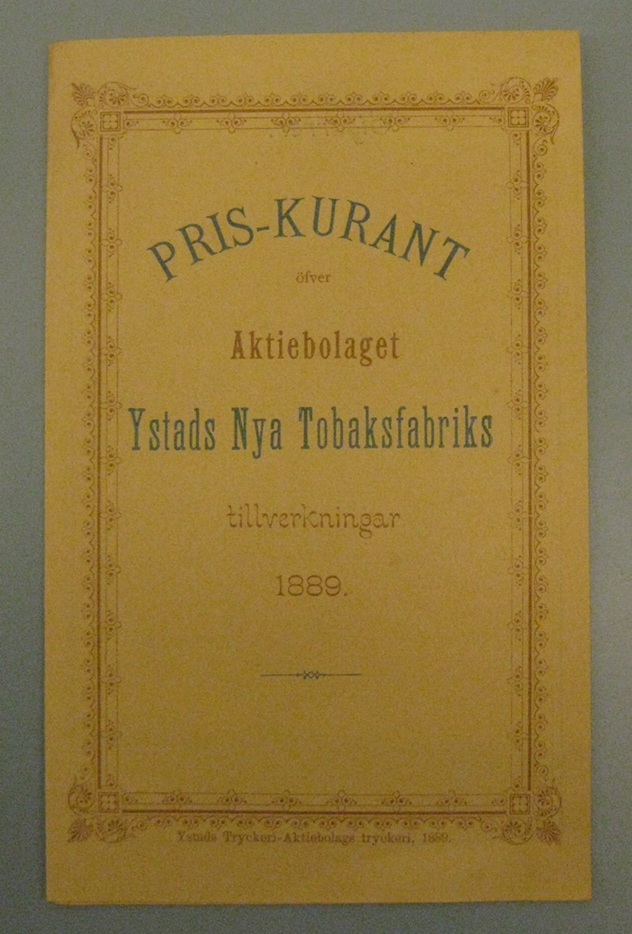 PRIS-KURANT
öfver
Aktiebolaget
Ystads Nya Tobaksfabriks
tillverkningar
1889.
Ystads Tryckeri-Aktiebolags tryckeri, 1889.